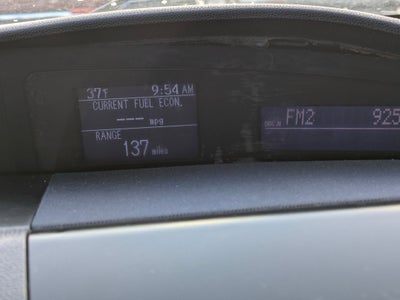 37°F 9:54 AM
CURRENT FUEL ECON.
--- mpg
RANGE
137 miles
FM2 925